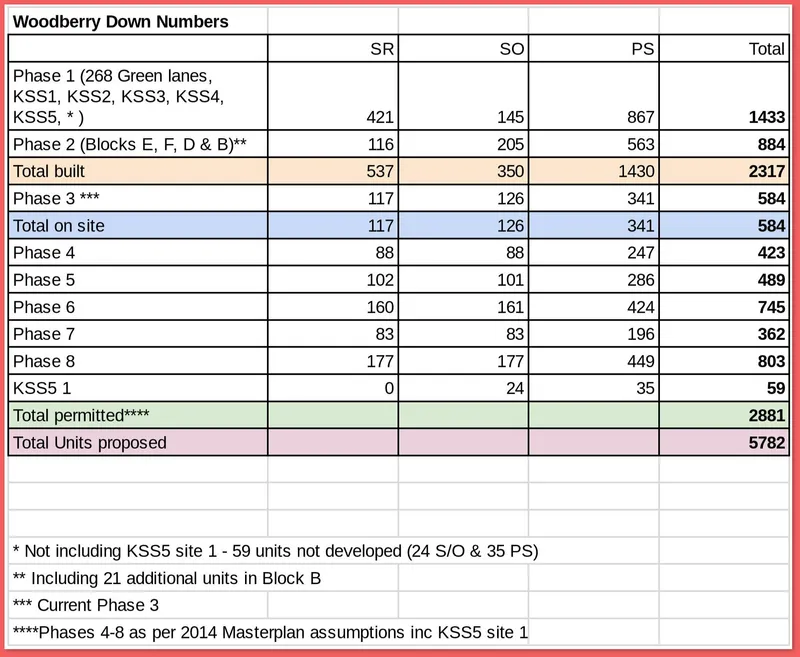 Woodberry Down Numbers
SR SO PS Total
Phase 1 (268 Green lanes,
KSS1, KSS2, KSS3, KSS4,
KSS5, * ) 421 145 867 1433
Phase 2 (Blocks E, F, D & B)** 116 205 563 884
Total built 537 350 1430 2317
Phase 3 *** 117 126 341 584
Total on site 117 126 341 584
Phase 4 88 88 247 423
Phase 5 102 101 286 489
Phase 6 160 161 424 745
Phase 7 83 83 196 362
Phase 8 177 177 449 803
KSS5 1 0 24 35 59
Total permitted**** 2881
Total Units proposed 5782
* Not including KSS5 site 1 - 59 units not developed (24 S/O & 35 PS)
** Including 21 additional units in Block B
*** Current Phase 3
****Phases 4-8 as per 2014 Masterplan assumptions inc KSS5 site 1